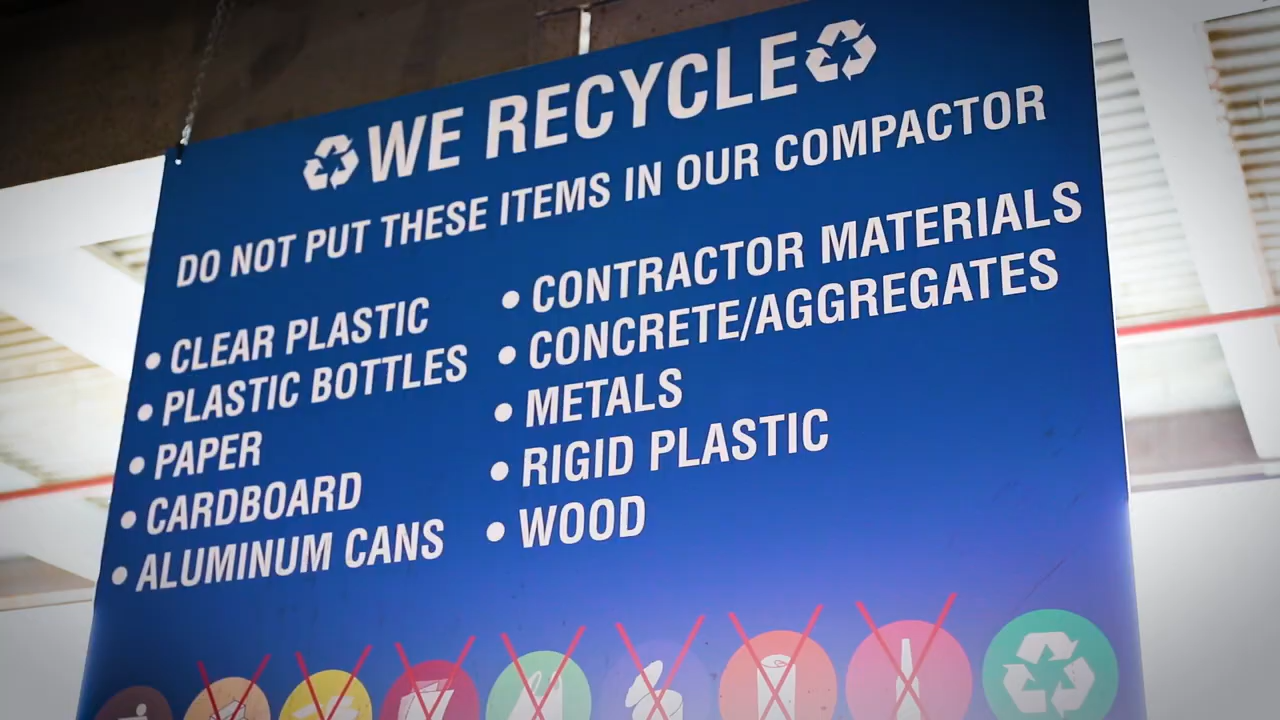 WE RECYCLE
DO NOT PUT THESE ITEMS IN OUR COMPACTOR
• CLEAR PLASTIC
• PLASTIC BOTTLES
• PAPER
• CARDBOARD
• ALUMINUM CANS
• CONTRACTOR MATERIALS
• CONCRETE/AGGREGATES
• METALS
• RIGID PLASTIC
• WOOD